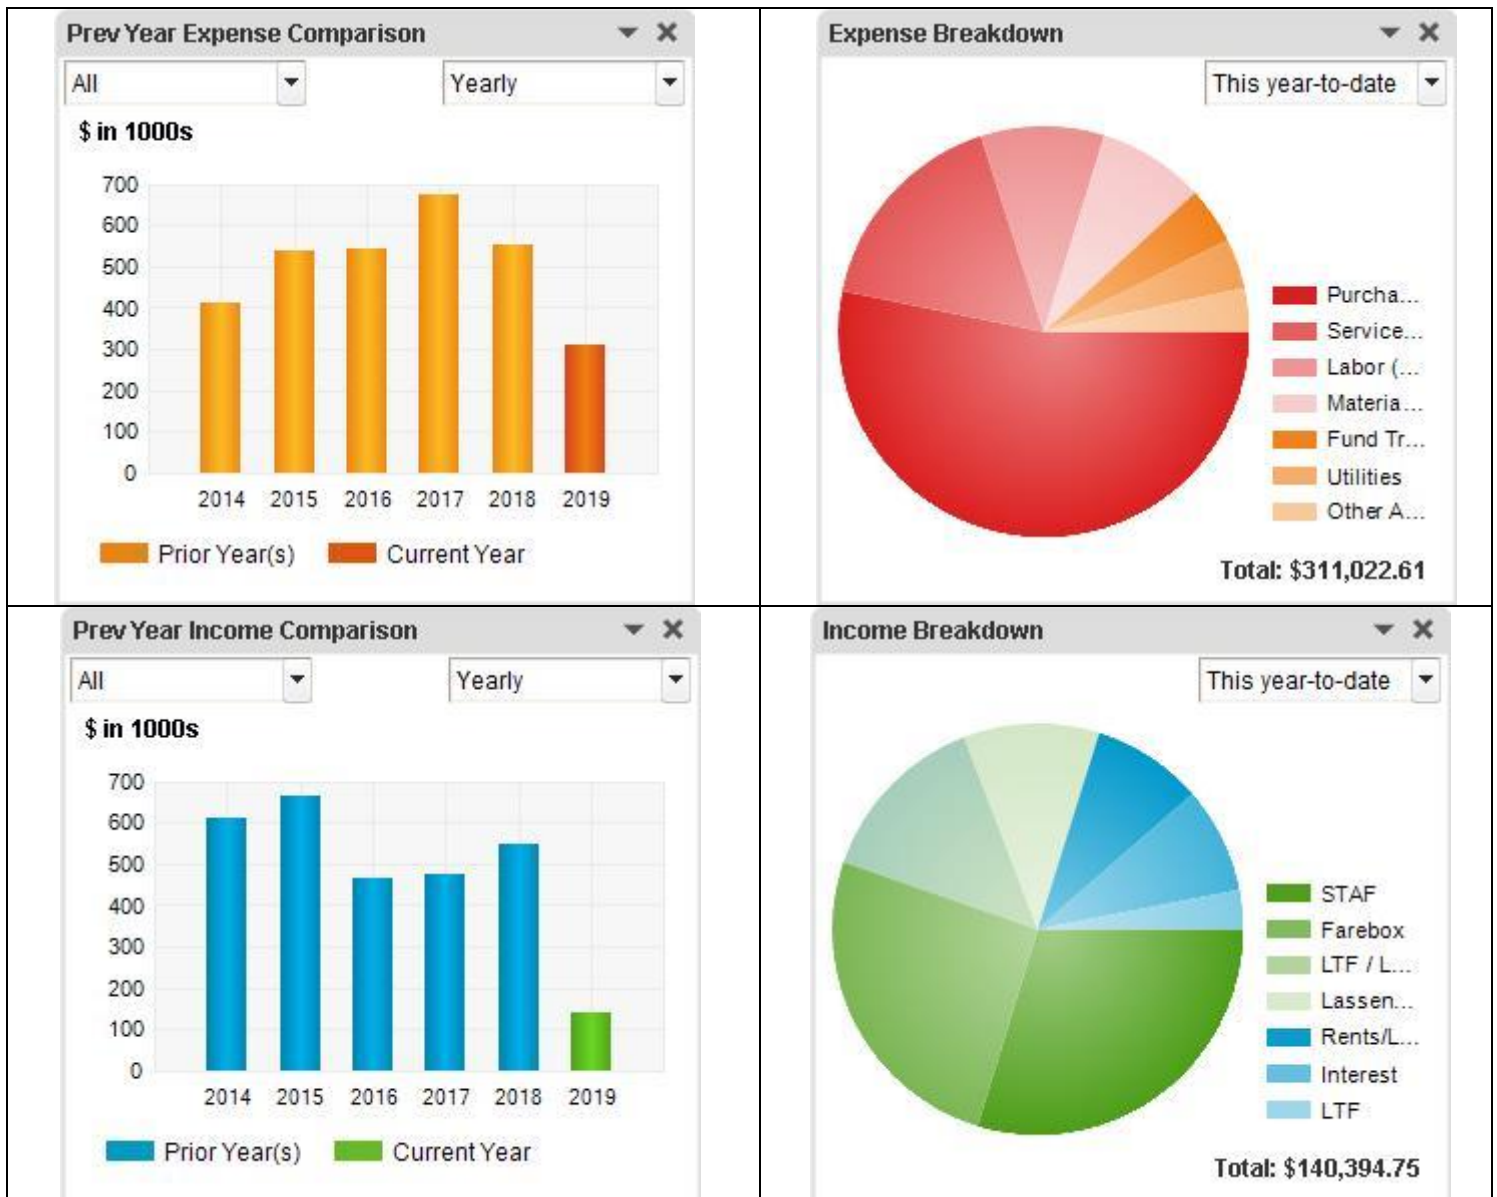 Prev Year Expense Comparison
All
Yearly
$ in 1000s
700
600
500
400
300
200
100
0
2014 2015 2016 2017 2018 2019
Prior Year(s) Current Year
Expense Breakdown
This year-to-date
Purcha...
Service...
Labor (...
Materia...
Fund Tr...
Utilities
Other A...
Total: $311,022.61
Prev Year Income Comparison
All
Yearly
$ in 1000s
700
600
500
400
300
200
100
0
2014 2015 2016 2017 2018 2019
Prior Year(s) Current Year
Income Breakdown
This year-to-date
STAF
Farebox
LTF / L...
Lassen...
Rents/L...
Interest
LTF
Total: $140,394.75